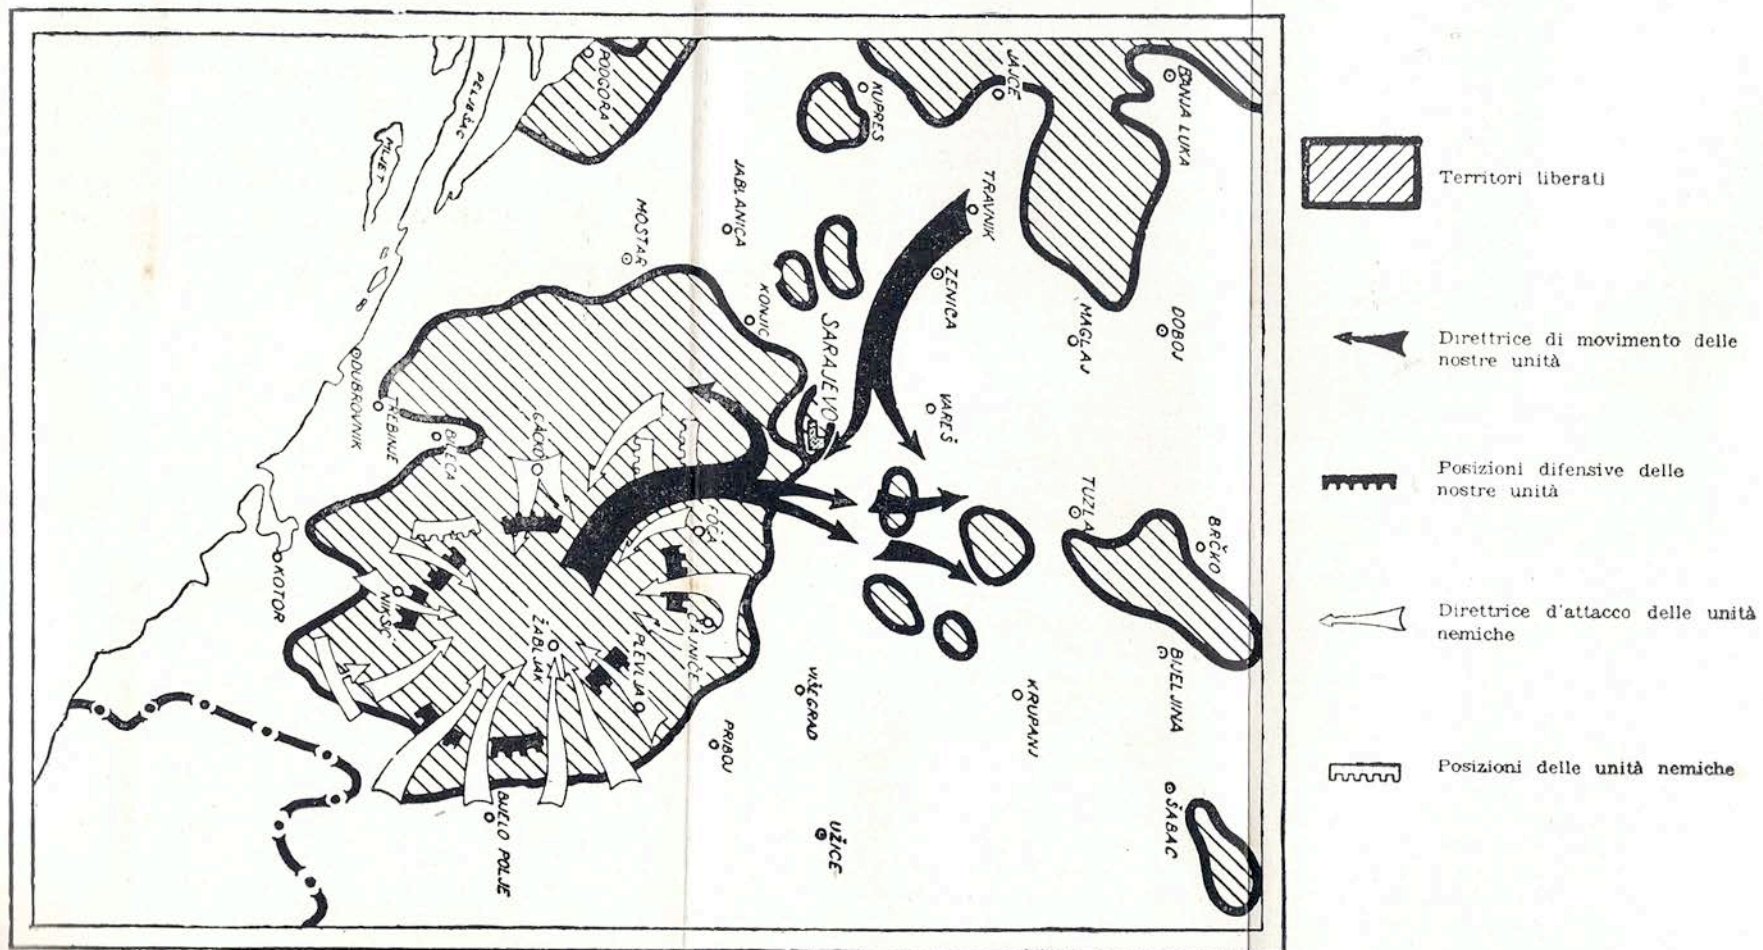 PODGORA
PELJEŠAC
MLJET
KUPRES
JAJCE
BANJA LUKA
JABLANICA
MOSTAR
KONJIC
TRAVNIK
ZENICA
SARAJEVO
MAGLAJ
DOBOJ
VAREŠ
DUBROVNIK
TREBINJE
BILEĆA
GACKO
FOČA
TUZLA
BRČKO
KOTOR
NIKŠIĆ
ŽABLJAK
PLEVLJA
ČAJNIČE
VIŠEGRAD
PRIBOJ
KRUPANJ
BIJELJINA
BIJELO POLJE
UŽICE
ŠABAC
Territori liberati
Direttrice di movimento delle
nostre unità
Posizioni difensive delle
nostre unità
Direttrice d'attacco delle unità
nemiche
Posizioni delle unità nemiche